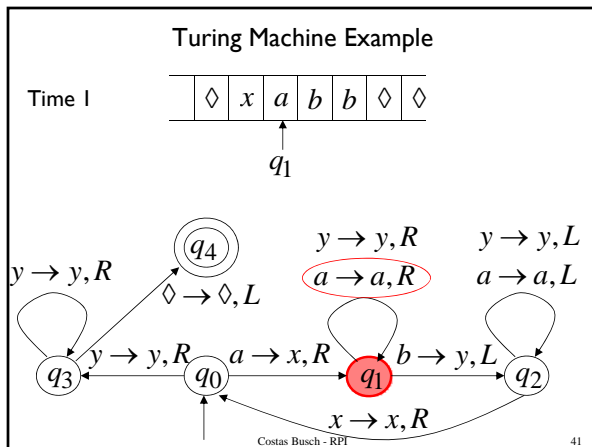 Turing Machine Example
Time 1
◊ x a b b ◊ ◊
q1
y → y, R
y → y, L
q4
a → a, R
a → a, L
y → y, R
◊ → ◊, L
y → y, R
a → x, R
b → y, L
q3
q0
q1
q2
x → x, R
Costas Busch - RPI
41